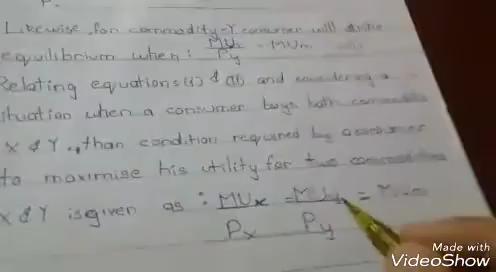 Likewise for commodity-Y consumer will strike
equilibrium when: MUy/Py = MUm
Relating equations (i) & (ii) and considering a
situation when a consumer buys both commodities
X & Y., than condition required by a consumer
to maximise his utility for two commodities
X & Y is given as : MUx/Px = MUy/Py =
Made With
VideoShow